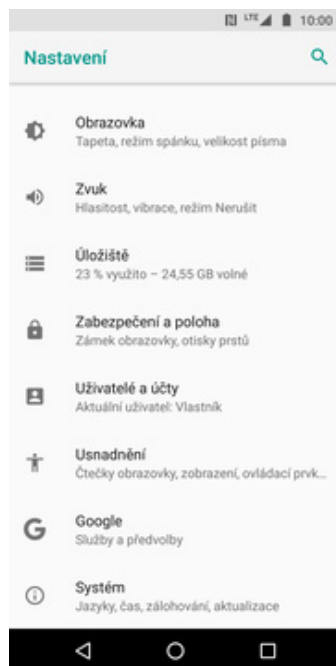 LTE 10:00
Nastavení
Obrazovka
Tapeta, režim spánku, velikost písma
Zvuk
Hlasitost, vibrace, režim Nerušit
Úložiště
23 % využito – 24,55 GB volné
Zabezpečení a poloha
Zámek obrazovky, otisky prstů
Uživatelé a účty
Aktuální uživatel: Vlastník
Usnadnění
Čtečky obrazovky, zobrazení, ovládací prvk...
Google
Služby a předvolby
Systém
Jazyky, čas, zálohování, aktualizace